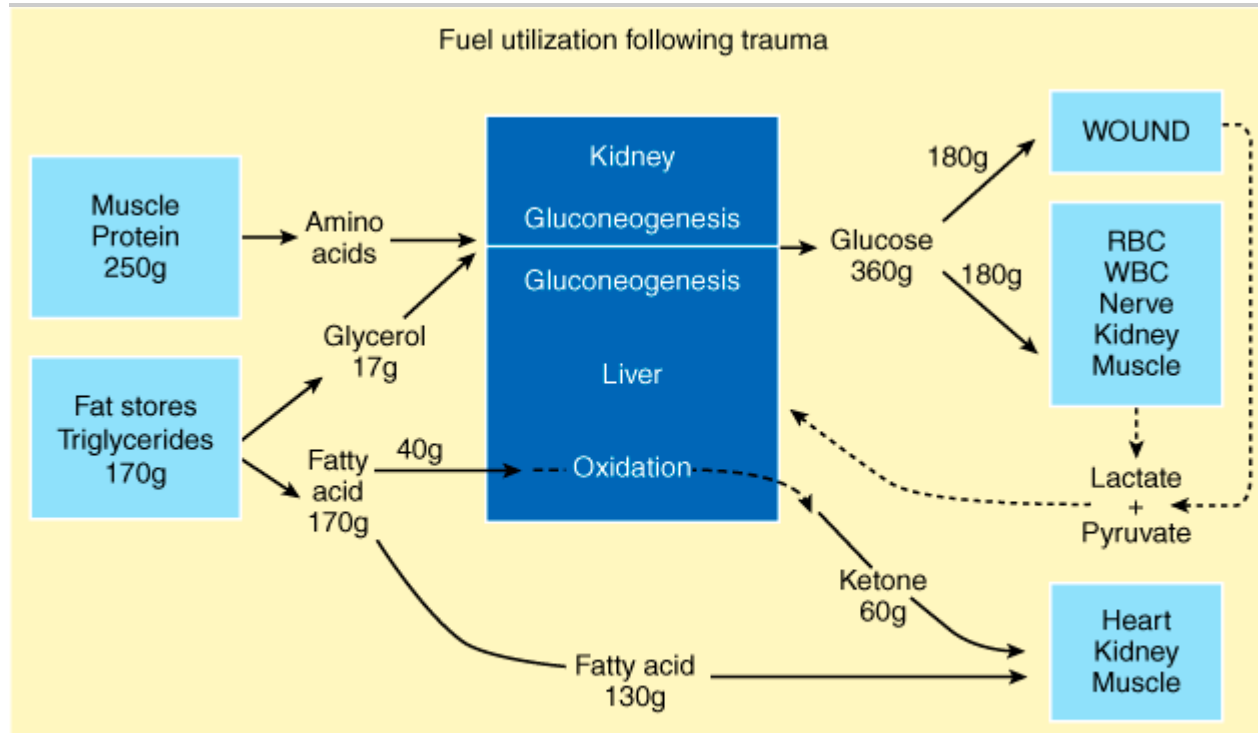 Fuel utilization following trauma
Muscle
Protein
250g
Amino
acids
Glycerol
17g
Fat stores
Triglycerides
170g
Fatty
acid
170g
40g
Kidney
Gluconeogenesis
Gluconeogenesis
Liver
Oxidation
Glucose
360g
180g
180g
WOUND
RBC
WBC
Nerve
Kidney
Muscle
Lactate
+
Pyruvate
Ketone
60g
Fatty acid
130g
Heart
Kidney
Muscle